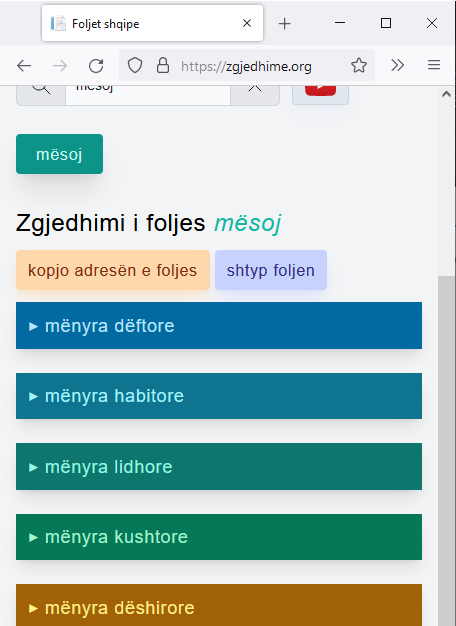 Foljet shqipe
https://zgjedhime.org
mësoj
mësoj
Zgjedhimi i foljes mësoj
kopjo adresën e foljes shtyp foljen
▸ mënyra dëftore
▸ mënyra habitore
▸ mënyra lidhore
▸ mënyra kushtore
▸ mënyra dëshirore